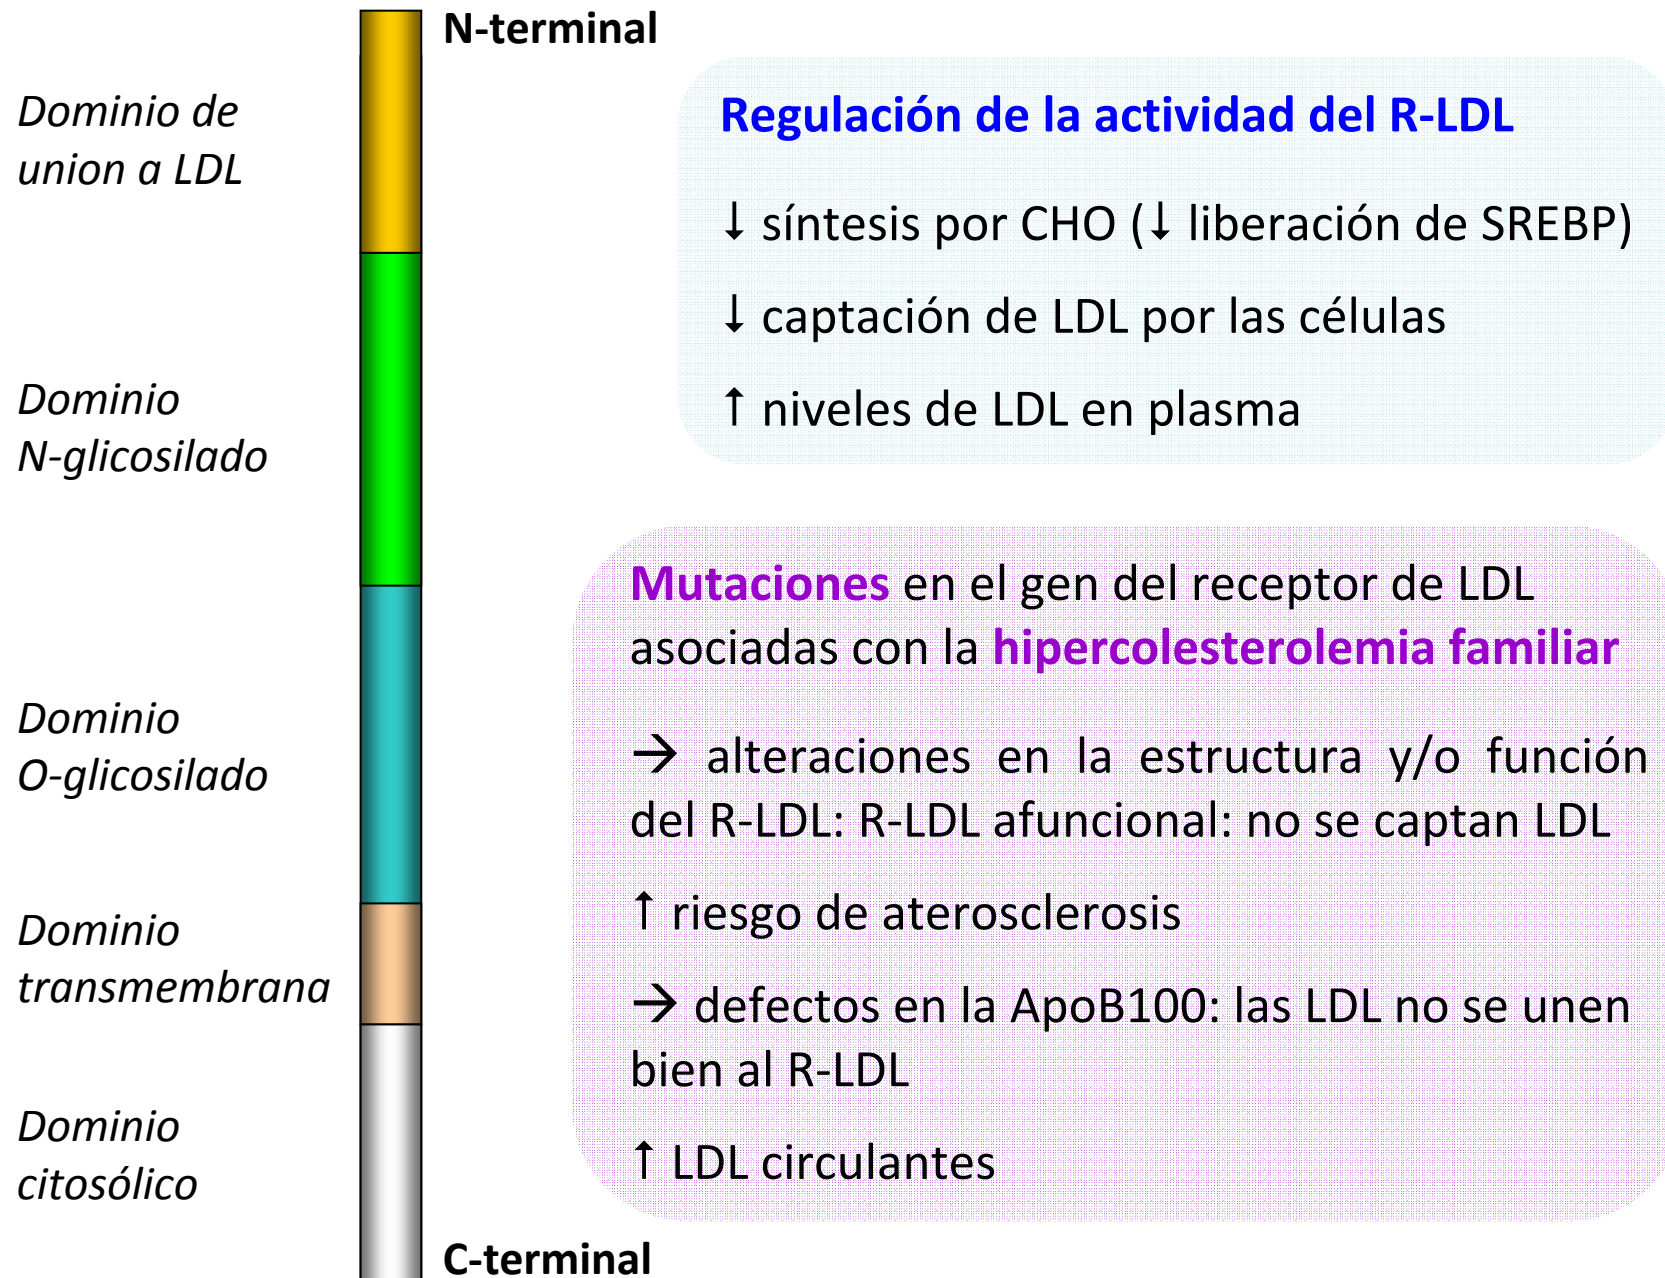 N-terminal
Dominio de
union a LDL
Dominio
N-glicosilado
Dominio
O-glicosilado
Dominio
transmembrana
Dominio
citosólico
C-terminal
Regulación de la actividad del R-LDL
↓ síntesis por CHO (↓ liberación de SREBP)
↓ captación de LDL por las células
↑ niveles de LDL en plasma
Mutaciones en el gen del receptor de LDL
asociadas con la hipercolesterolemia familiar
→ alteraciones en la estructura y/o función
del R-LDL: R-LDL afuncional: no se captan LDL
↑ riesgo de aterosclerosis
→ defectos en la ApoB100: las LDL no se unen
bien al R-LDL
↑ LDL circulantes